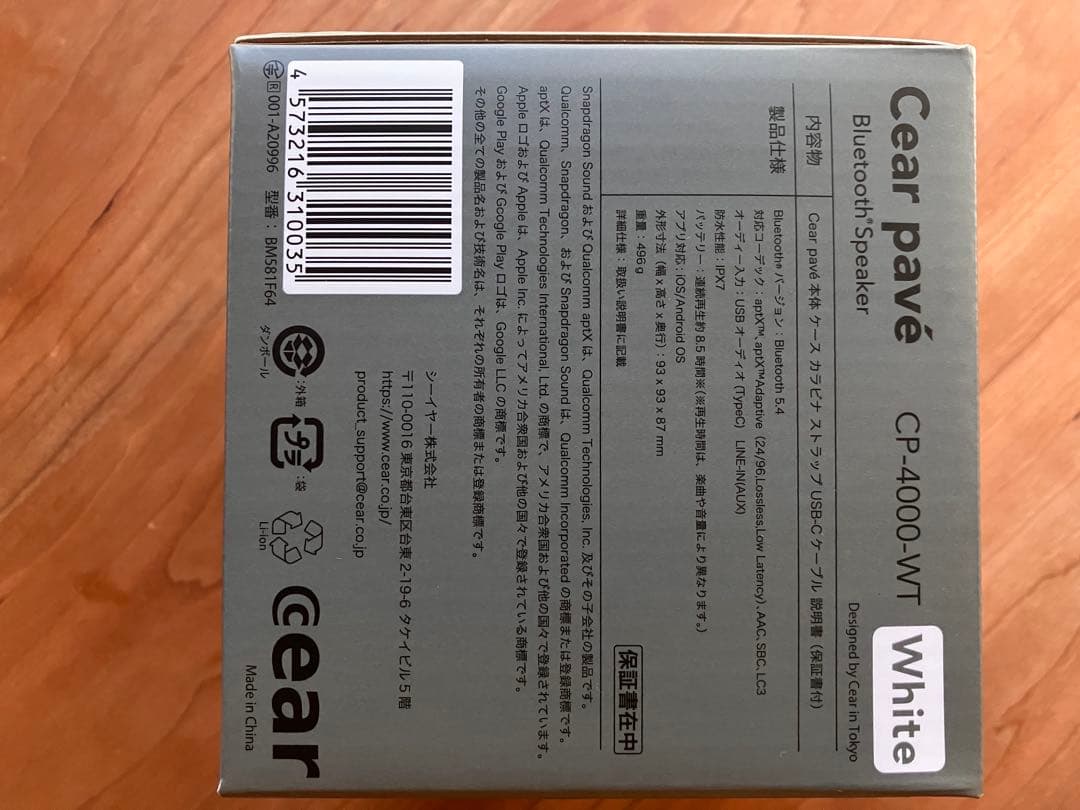 Cear pavé CP-4000-WT White
Bluetooth®Speaker Designed by Cear in Tokyo
内容物 Cear pavé 本体 ケース カラビナ ストラップ USB-Cケーブル 説明書（保証書付）
製品仕様 Bluetooth® バージョン：Bluetooth 5.4
対応コーデック：aptX™、aptX™Adaptive（24/96,Lossless,Low Latency）、AAC、SBC、LC3
オーディー入力：USB オーディオ(TypeC) LINE-IN(AUX)
防水性能：IPX7
バッテリー：連続再生約 8.5 時間※（※再生時間は、楽曲や音量により異なります。）
アプリ対応：iOS/Android OS
外形寸法（幅 x 高さ x 奥行）：93 x 93 x 87 mm
重量：496 g
詳細仕様：取扱い説明書に記載
保証書在中
Snapdragon Sound および Qualcomm aptX は、Qualcomm Technologies, Inc. 及びその子会社の製品です。
Qualcomm、Snapdragon、および Snapdragon Sound は、Qualcomm Incorporated の商標または登録商標です。
aptX は、Qualcomm Technologies International, Ltd. の商標で、アメリカ合衆国および他の国々で登録されています。
Apple ロゴおよび Apple は、Apple Inc. によってアメリカ合衆国および他の国々で登録されている商標です。
Google Play および Google Play ロゴは、Google LLC の商標です。
その他の全ての製品名および技術名は、それぞれの所有者の商標または登録商標です。
シーイヤー株式会社
〒110-0016 東京都台東区台東 2-19-6 タケイビル 5 階
https://www.cear.co.jp/
product_support@cear.co.jp
4 573216 310035
R 001-A20996 型番：BM581F64
:外箱
ダンボール
プラ
:袋
Li-ion
cear
Made in China